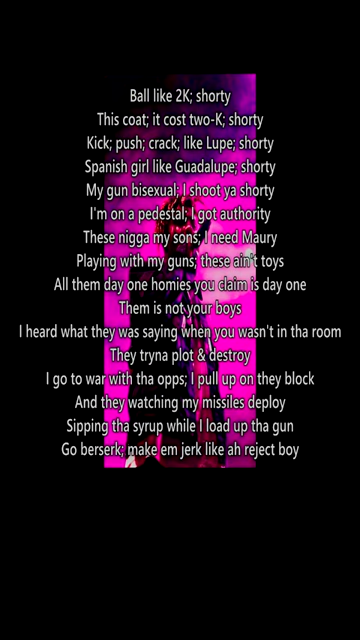 Ball like 2K; shorty
This coat; it cost two-K; shorty
Kick; push; crack; like Lupe; shorty
Spanish girl like Guadalupe; shorty
My gun bisexual; I shoot ya shorty
I'm on a pedestal; I got authority
These nigga my sons; I need Maury
Playing with my guns; these ain't toys
All them day one homies you claim is day one
Them is not your boys
I heard what they was saying when you wasn't in tha room
They tryna plot & destroy
I go to war with tha opps; I pull up on they block
And they watching my missiles deploy
Sipping tha syrup while I load up tha gun
Go berserk; make em jerk like ah reject boy